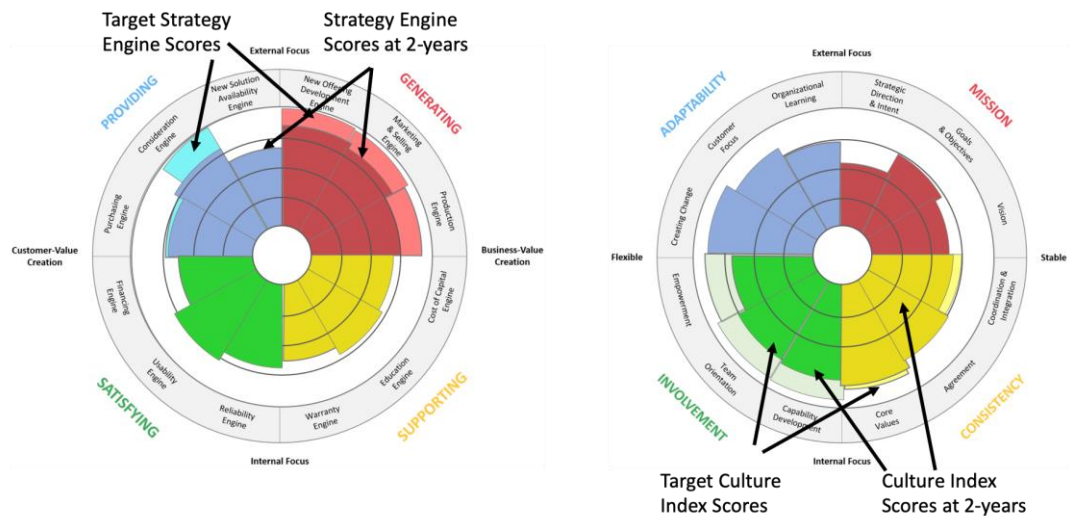 Target Strategy
Engine Scores
Strategy Engine
Scores at 2-years
External Focus
PROVIDING
GENERATING
New Solution
Availability
Engine
New Offering
Development
Engine
Consideration
Engine
Marketing
& Selling
Engine
Purchasing
Engine
Production
Engine
Customer-Value
Creation
Business-Value
Creation
Financing
Engine
Cost of Capital
Engine
Usability
Engine
Education
Engine
Reliability
Engine
Warranty
Engine
SATISFYING
SUPPORTING
Internal Focus
External Focus
ADAPTABILITY
MISSION
Organizational
Learning
Strategic
Direction
& Intent
Customer
Focus
Goals
& Objectives
Creating Change
Vision
Flexible
Stable
Empowerment
Coordination &
Integration
Team
Orientation
Agreement
Capability
Development
Core
Values
INVOLVEMENT
CONSISTENCY
Internal Focus
Target Culture
Index Scores
Culture Index
Scores at 2-years